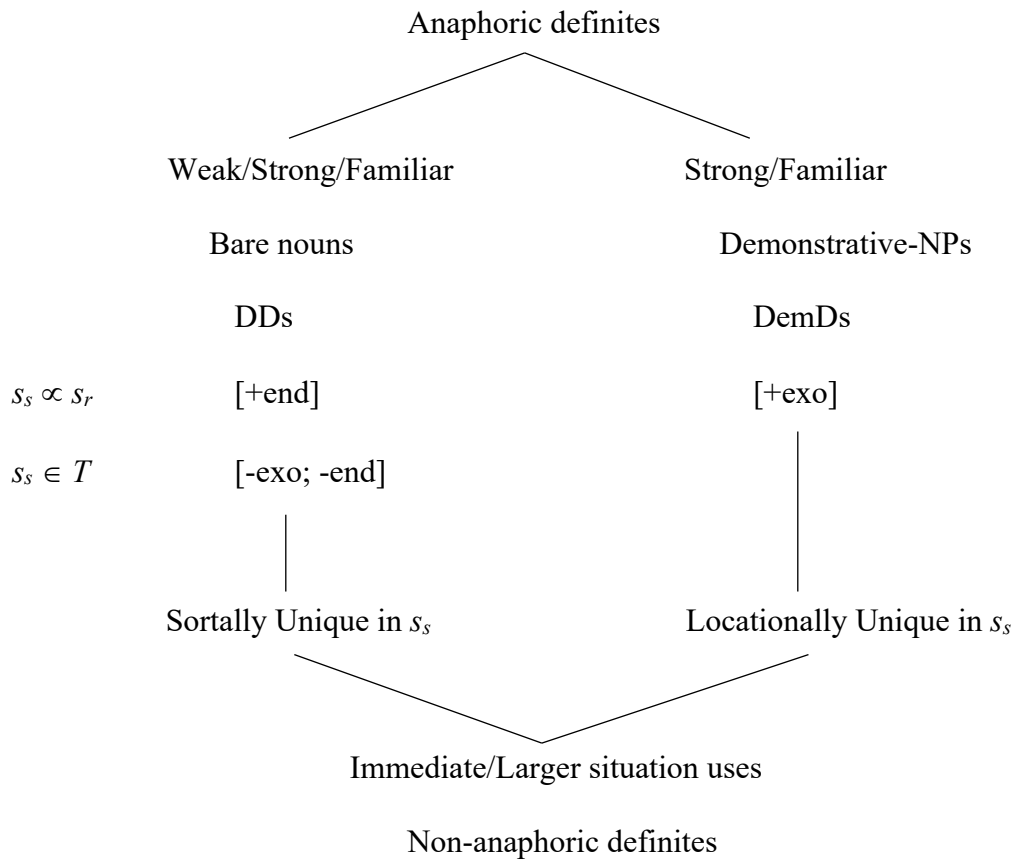 Anaphoric definites
Weak/Strong/Familiar Strong/Familiar
Bare nouns Demonstrative-NPs
DDs DemDs
sₛ ∝ sᵣ [+end] [+exo]
sₛ ∈ T [-exo; -end]
Sortally Unique in sₛ Locationally Unique in sₛ
Immediate/Larger situation uses
Non-anaphoric definites